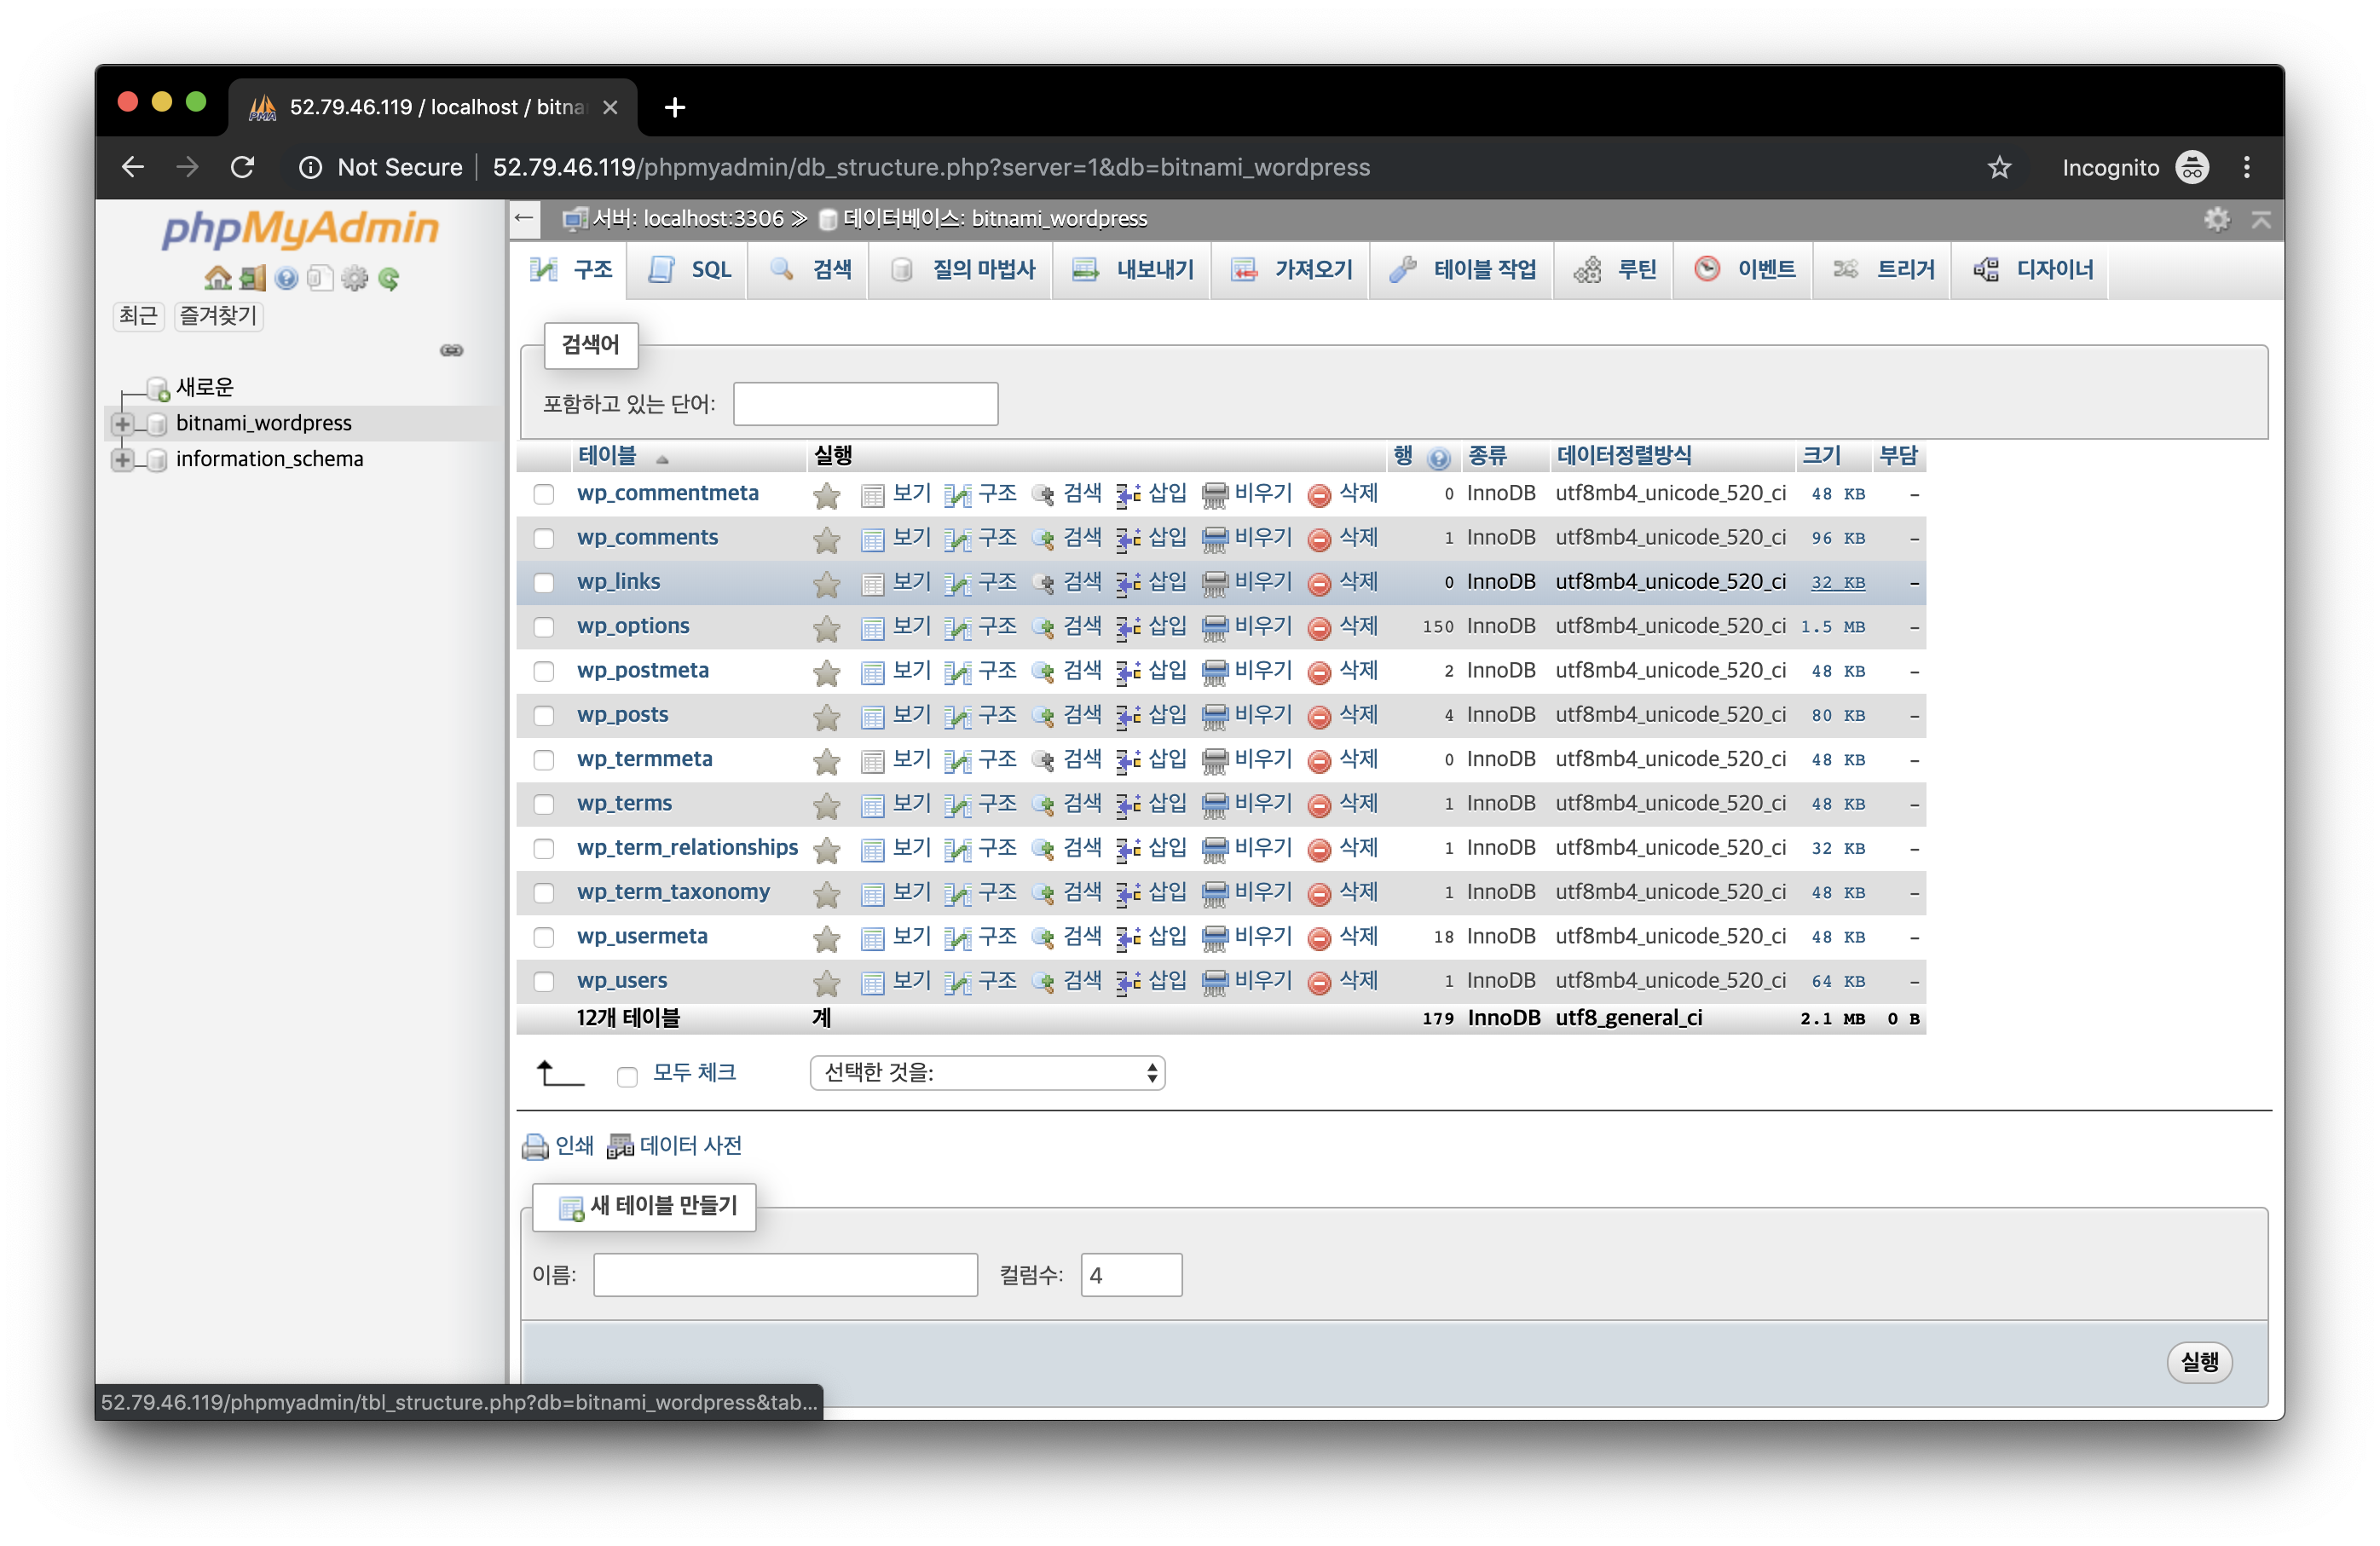 52.79.46.119 / localhost / bitna
Not Secure 52.79.46.119/phpmyadmin/db_structure.php?server=1&db=bitnami_wordpress Incognito
phpMyAdmin
최근 즐겨찾기
새로운
bitnami_wordpress
information_schema
서버: localhost:3306 » 데이터베이스: bitnami_wordpress
구조 SQL 검색 질의 마법사 내보내기 가져오기 테이블 작업 루틴 이벤트 트리거 디자이너
검색어
포함하고 있는 단어:
테이블 실행 행 종류 데이터정렬방식 크기 부담
wp_commentmeta 보기 구조 검색 삽입 비우기 삭제 0 InnoDB utf8mb4_unicode_520_ci 48 KB –
wp_comments 보기 구조 검색 삽입 비우기 삭제 1 InnoDB utf8mb4_unicode_520_ci 96 KB –
wp_links 보기 구조 검색 삽입 비우기 삭제 0 InnoDB utf8mb4_unicode_520_ci 32 KB –
wp_options 보기 구조 검색 삽입 비우기 삭제 150 InnoDB utf8mb4_unicode_520_ci 1.5 MB –
wp_postmeta 보기 구조 검색 삽입 비우기 삭제 2 InnoDB utf8mb4_unicode_520_ci 48 KB –
wp_posts 보기 구조 검색 삽입 비우기 삭제 4 InnoDB utf8mb4_unicode_520_ci 80 KB –
wp_termmeta 보기 구조 검색 삽입 비우기 삭제 0 InnoDB utf8mb4_unicode_520_ci 48 KB –
wp_terms 보기 구조 검색 삽입 비우기 삭제 1 InnoDB utf8mb4_unicode_520_ci 48 KB –
wp_term_relationships 보기 구조 검색 삽입 비우기 삭제 1 InnoDB utf8mb4_unicode_520_ci 32 KB –
wp_term_taxonomy 보기 구조 검색 삽입 비우기 삭제 1 InnoDB utf8mb4_unicode_520_ci 48 KB –
wp_usermeta 보기 구조 검색 삽입 비우기 삭제 18 InnoDB utf8mb4_unicode_520_ci 48 KB –
wp_users 보기 구조 검색 삽입 비우기 삭제 1 InnoDB utf8mb4_unicode_520_ci 64 KB –
12개 테이블 계 179 InnoDB utf8_general_ci 2.1 MB 0 B
모두 체크 선택한 것을:
인쇄 데이터 사전
새 테이블 만들기
이름: 컬럼수: 4
실행
52.79.46.119/phpmyadmin/tbl_structure.php?db=bitnami_wordpress&tab...